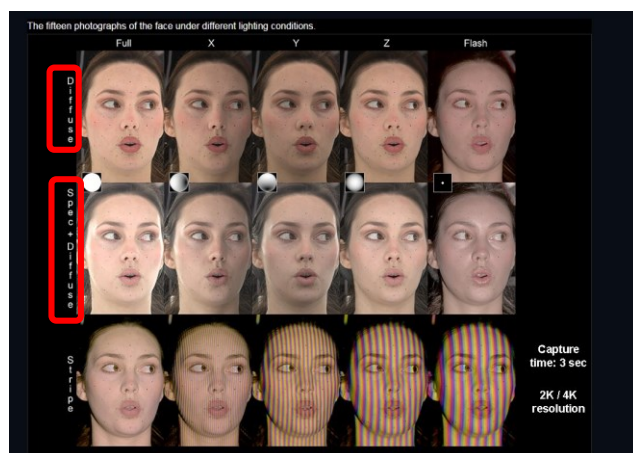 The fifteen photographs of the face under different lighting conditions.
Full X Y Z Flash
Diffuse
Spec+Diffuse
Stripe
Capture
time: 3 sec
2K / 4K
resolution